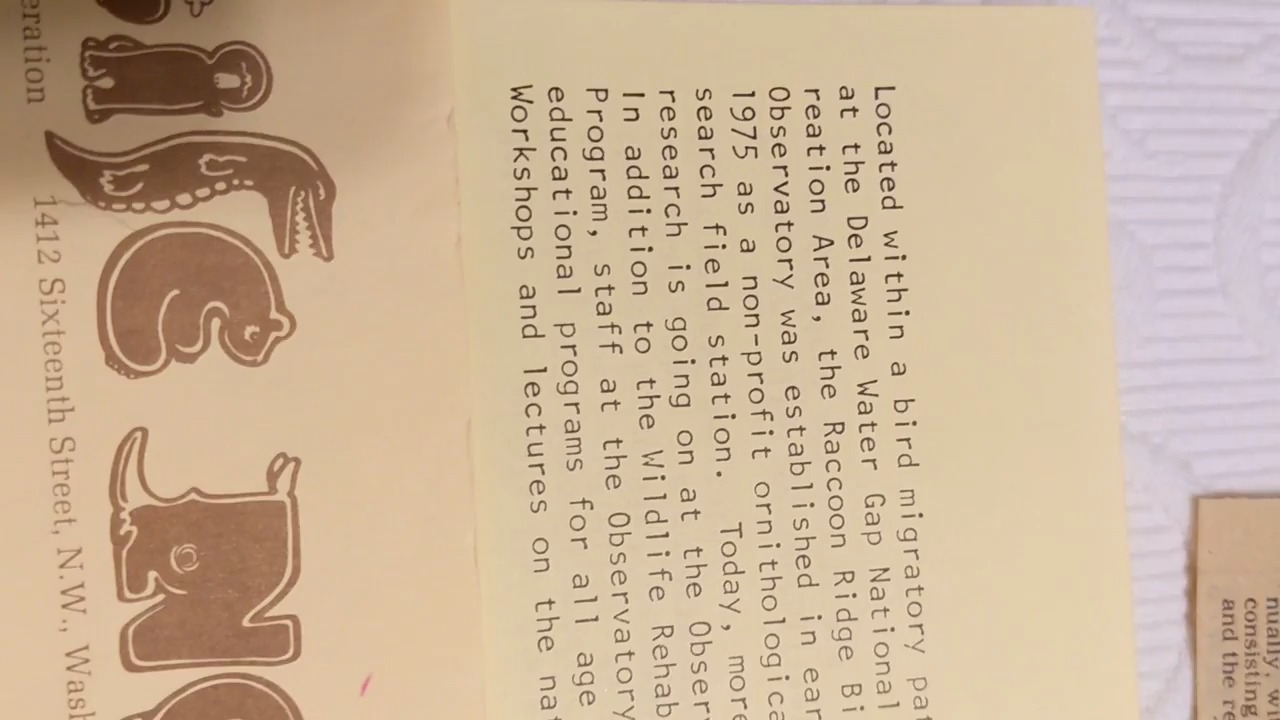 Located within a bird migratory
at the Delaware Water Gap National
reation Area, the Raccoon Ridge Bi
Observatory was established in ear
1975 as a non-profit ornithologica
search field station. Today, more
research is going on at the Obser
In addition to the Wildlife Rehab
Program, staff at the Observatory
educational programs for all age
Workshops and lectures on the nat
eration
1412 Sixteenth Street, N.W., Wash
nually, wi
consisting
and the re